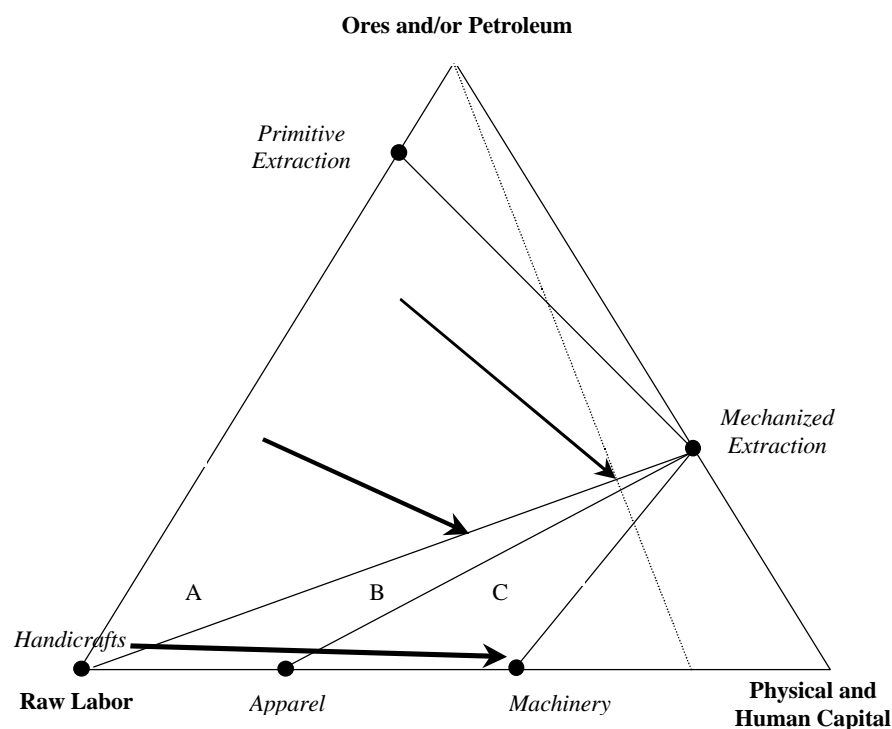 Ores and/or Petroleum
Primitive
Extraction
Mechanized
Extraction
A
B
C
Handicrafts
Raw Labor
Apparel
Machinery
Physical and
Human Capital